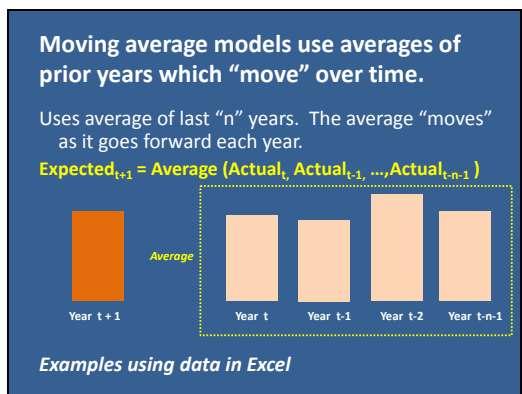 Moving average models use averages of
prior years which “move” over time.
Uses average of last “n” years. The average “moves”
as it goes forward each year.
Expectedt+1 = Average (Actualt, Actualt-1, ...,Actualt-n-1 )
Average
Year t + 1 Year t Year t-1 Year t-2 Year t-n-1
Examples using data in Excel